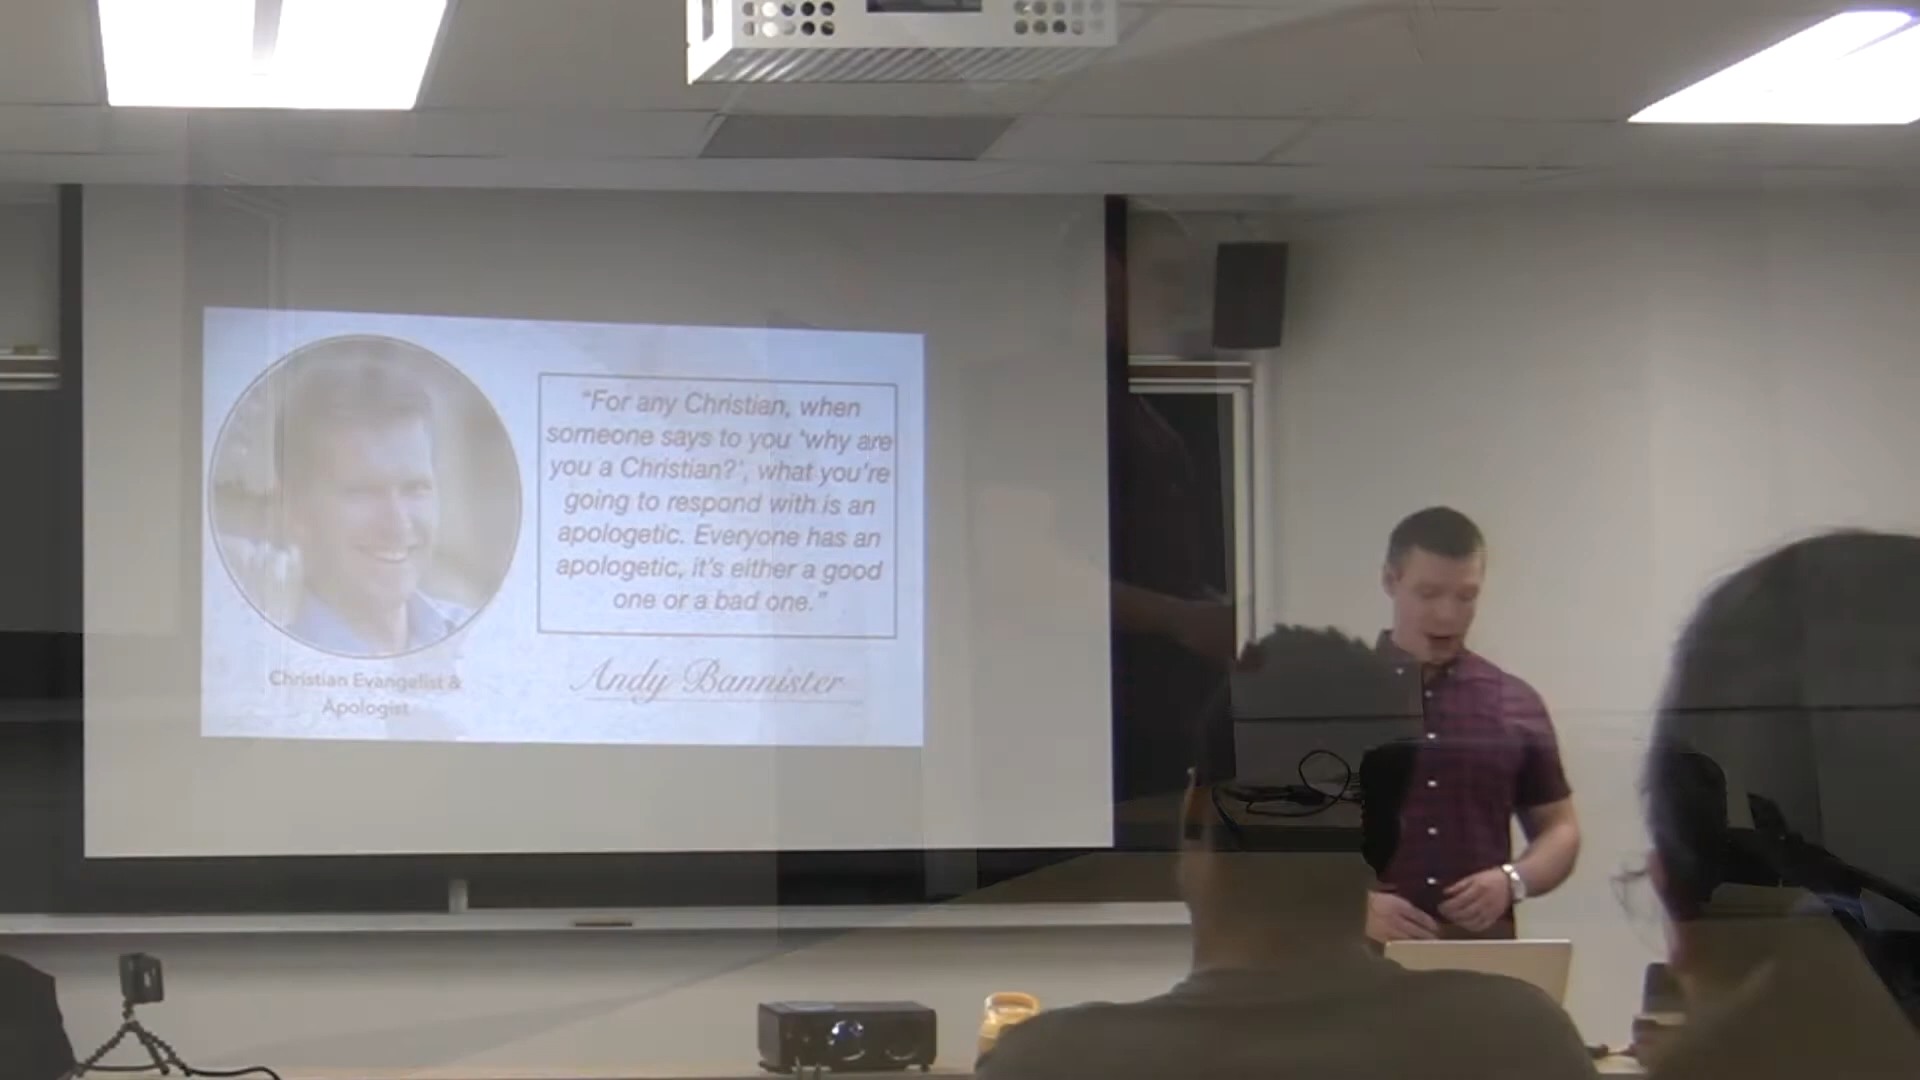 “For any Christian, when
someone says to you ‘why are
you a Christian?’, what you’re
going to respond with is an
apologetic. Everyone has an
apologetic, it’s either a good
one or a bad one.”
Andy Bannister
Christian Evangelist &
Apologist